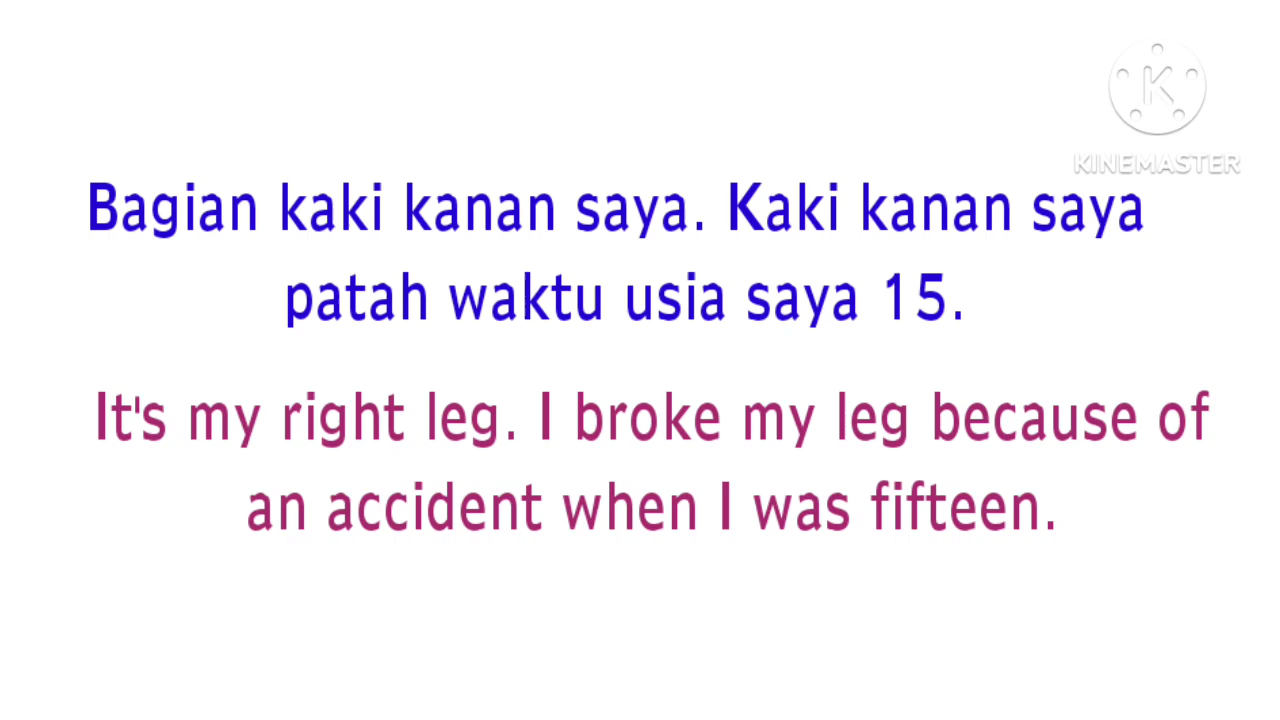 KINEMASTER
Bagian kaki kanan saya. Kaki kanan saya
patah waktu usia saya 15.
It's my right leg. I broke my leg because of
an accident when I was fifteen.